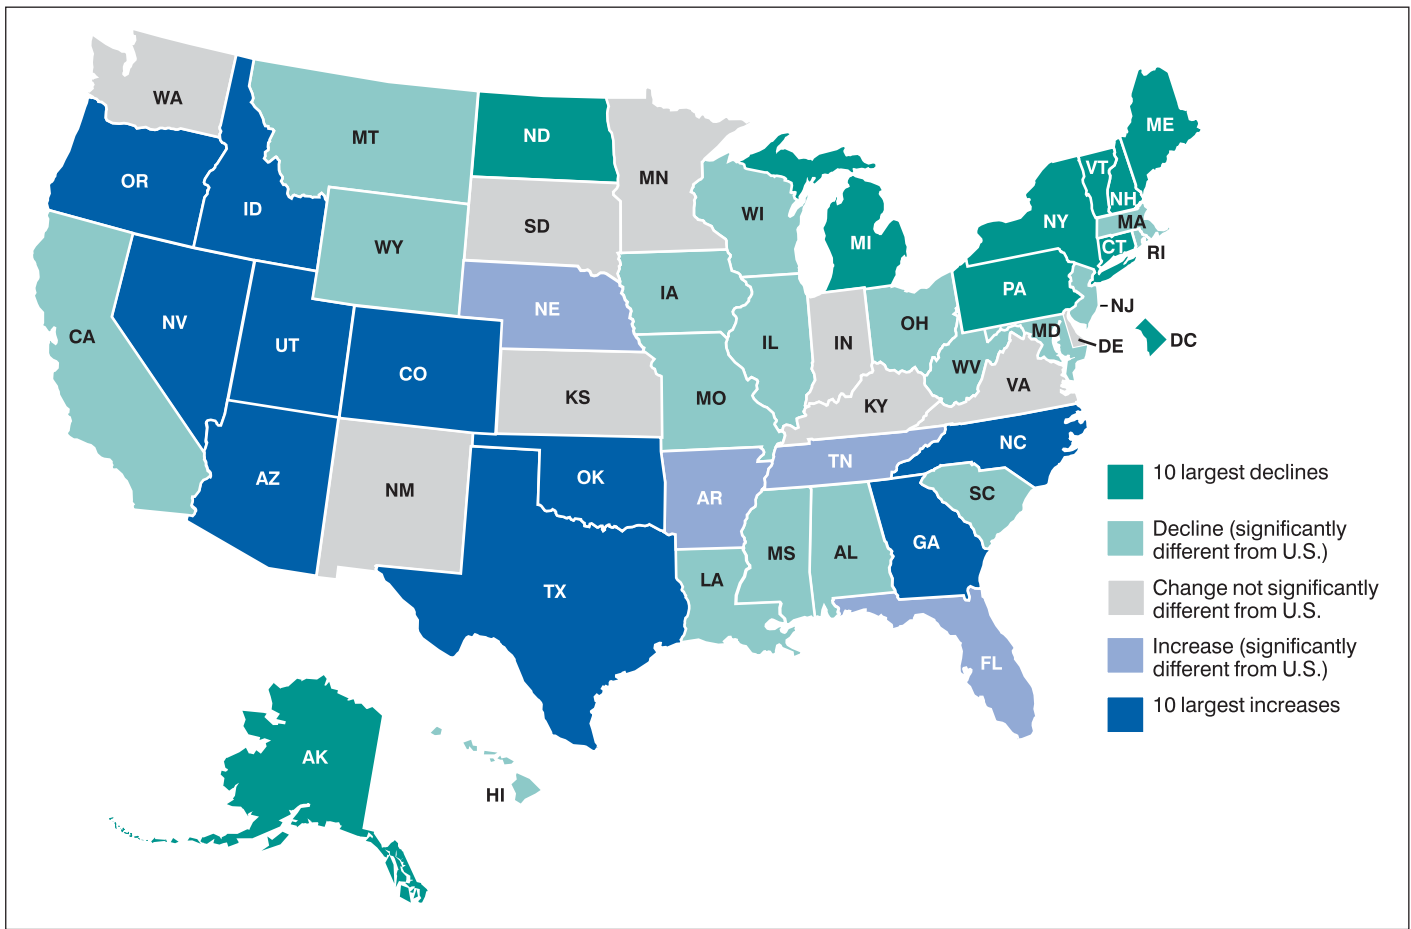 WA
MT
ND
MN
ME
VT
NH
OR
ID
SD
WI
MI
NY
MA
WY
CT
RI
NE
IA
PA
NJ
CA
NV
UT
CO
IL
IN
OH
MD
DE
DC
WV
VA
KS
MO
KY
NC
AZ
NM
OK
TN
AR
SC
MS
AL
GA
TX
LA
FL
AK
HI
10 largest declines
Decline (significantly
different from U.S.)
Change not significantly
different from U.S.
Increase (significantly
different from U.S.)
10 largest increases